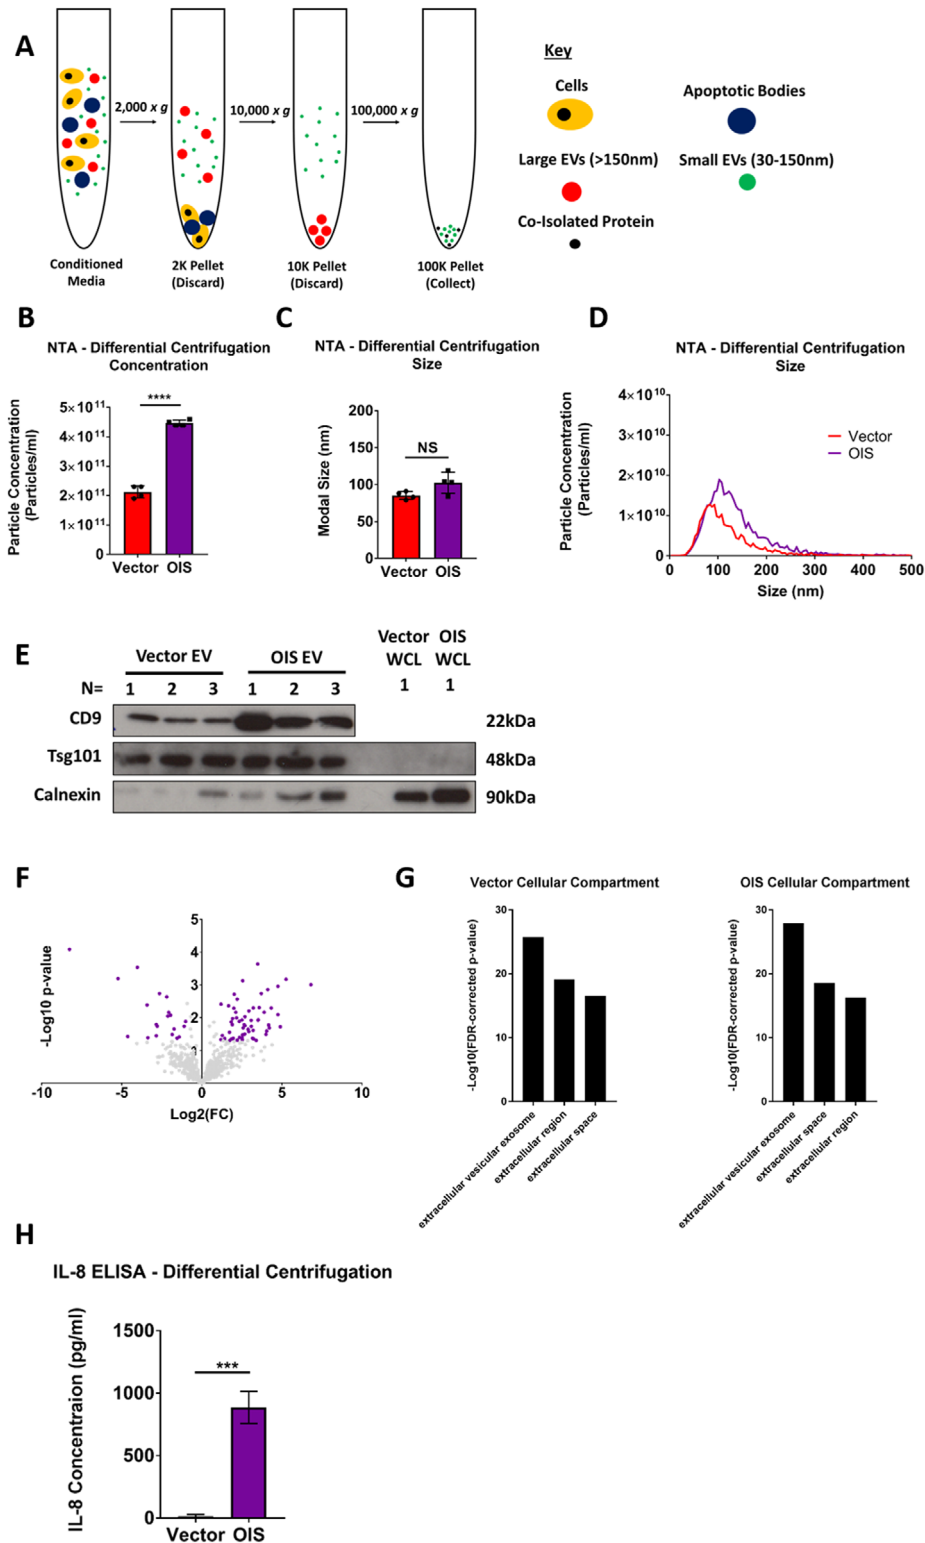 A
2,000 x g
10,000 x g
100,000 x g
Conditioned
Media
2K Pellet
(Discard)
10K Pellet
(Discard)
100K Pellet
(Collect)
Key
Cells
Apoptotic Bodies
Large EVs (>150nm)
Small EVs (30-150nm)
Co-Isolated Protein
B
NTA - Differential Centrifugation
Concentration
Particle Concentration
(Particles/ml)
5×10¹¹
4×10¹¹
3×10¹¹
2×10¹¹
1×10¹¹
0
****
Vector OIS
C
NTA - Differential Centrifugation
Size
Modal Size (nm)
200
150
100
50
0
NS
Vector OIS
D
NTA - Differential Centrifugation
Size
Particle Concentration
(Particles/ml)
4×10¹⁰
3×10¹⁰
2×10¹⁰
1×10¹⁰
0
Vector
OIS
0 100 200 300 400 500
Size (nm)
E
Vector EV
OIS EV
Vector OIS
WCL WCL
N= 1 2 3 1 2 3 1 1
CD9 22kDa
Tsg101 48kDa
Calnexin 90kDa
F
-Log10 p-value
5
4
3
2
1
-10 -5 0 5 10
Log2(FC)
G
Vector Cellular Compartment
-Log10(FDR-corrected p-value)
30
20
10
0
extracellular vesicular exosome
extracellular region
extracellular space
OIS Cellular Compartment
-Log10(FDR-corrected p-value)
30
20
10
0
extracellular vesicular exosome
extracellular space
extracellular region
H
IL-8 ELISA - Differential Centrifugation
IL-8 Concentraion (pg/ml)
1500
1000
500
0
***
Vector OIS